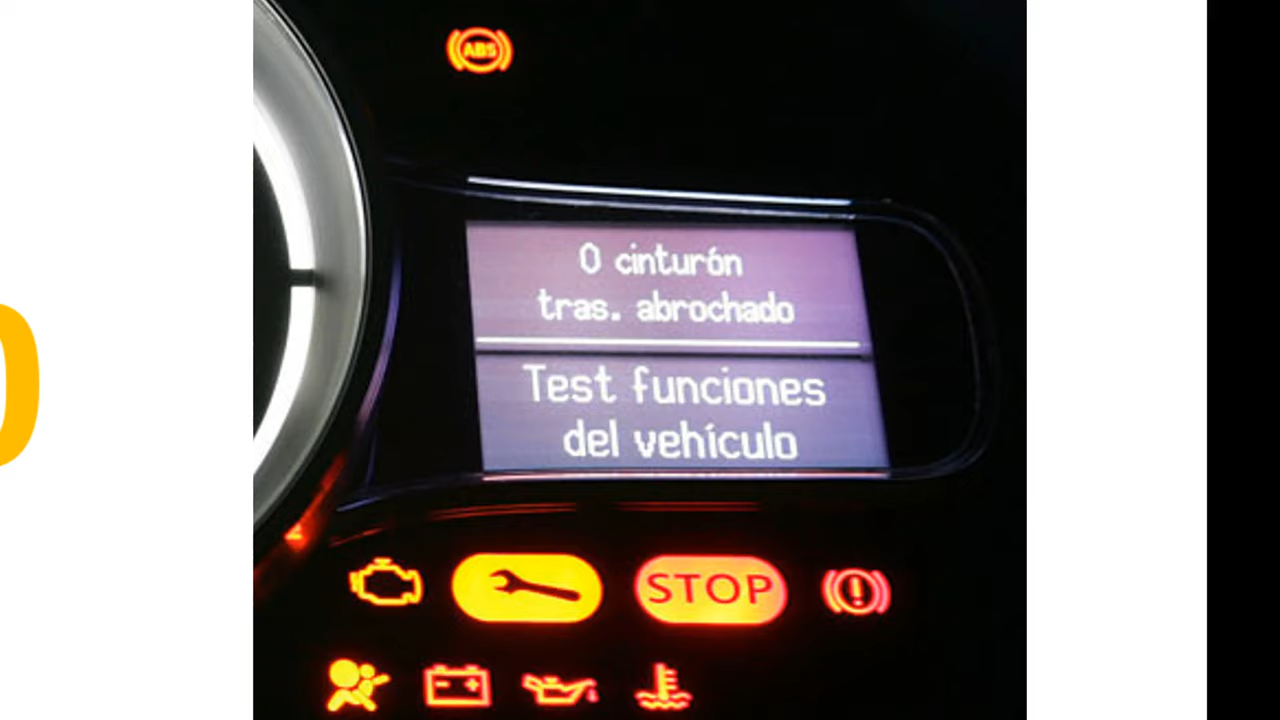 ABS
0 cinturón
tras. abrochado
Test funciones
del vehículo
STOP